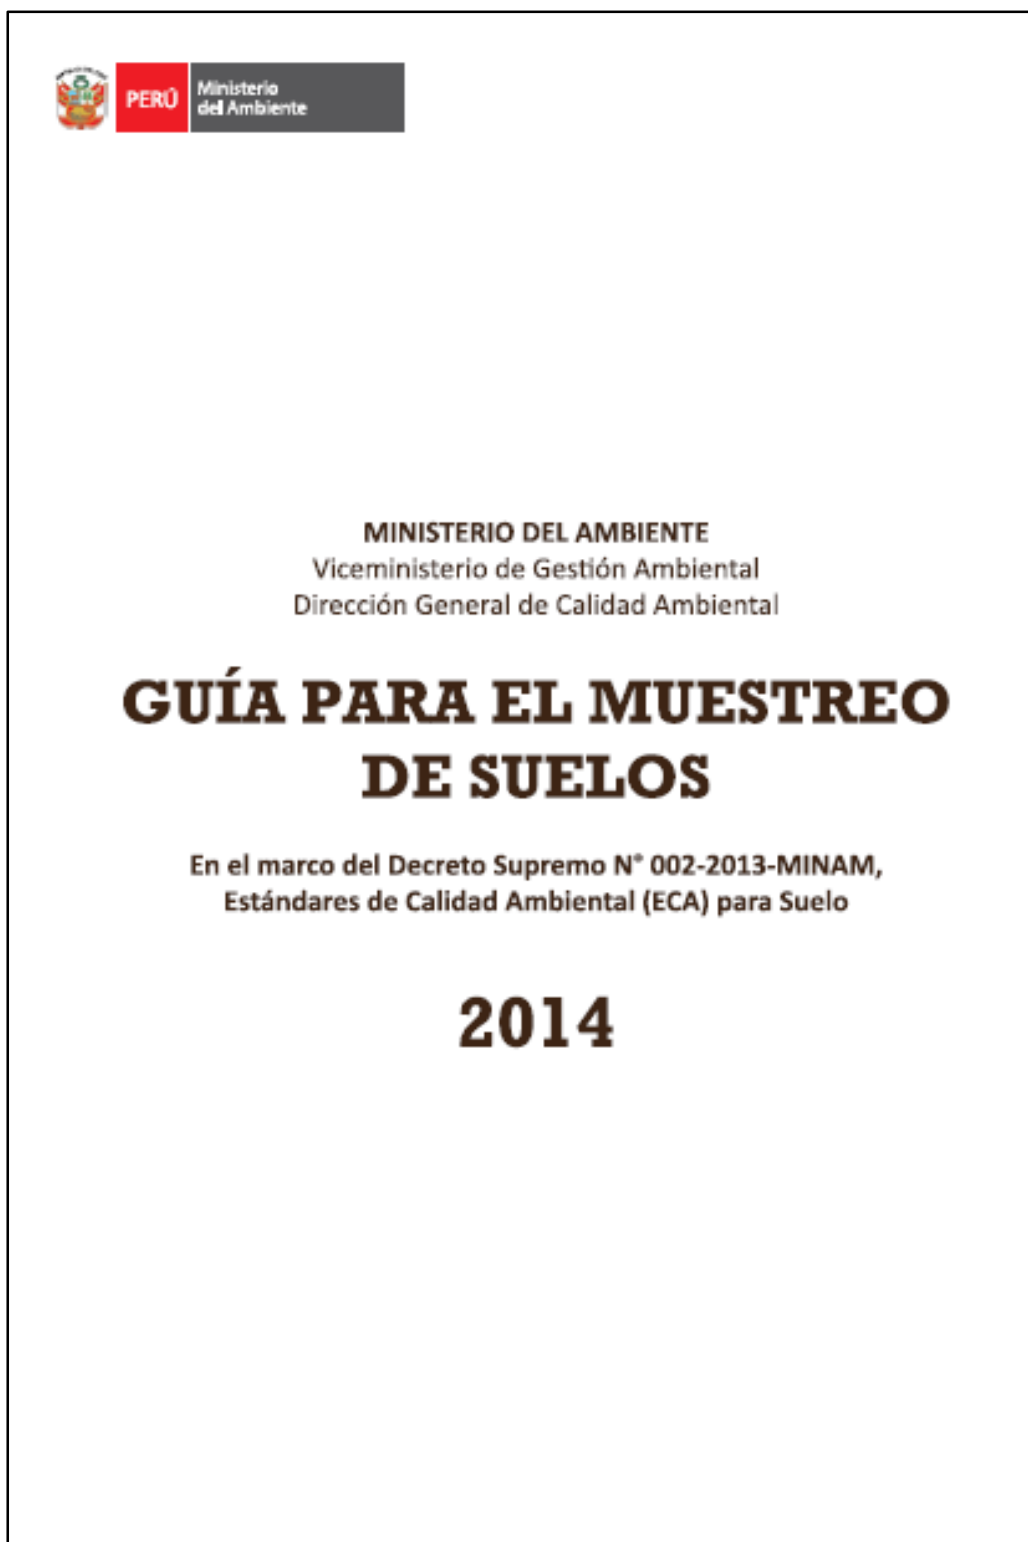 PERÚ
Ministerio
del Ambiente
MINISTERIO DEL AMBIENTE
Viceministerio de Gestión Ambiental
Dirección General de Calidad Ambiental
GUÍA PARA EL MUESTREO
DE SUELOS
En el marco del Decreto Supremo N° 002-2013-MINAM,
Estándares de Calidad Ambiental (ECA) para Suelo
2014